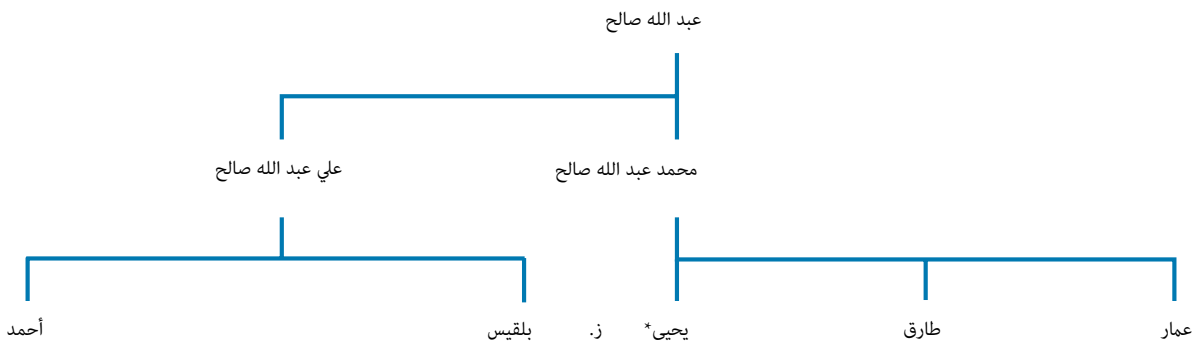 عبد الله صالح
محمد عبد الله صالح
علي عبد الله صالح
عمار
طارق
يحيى*
ز.
بلقيس
أحمد